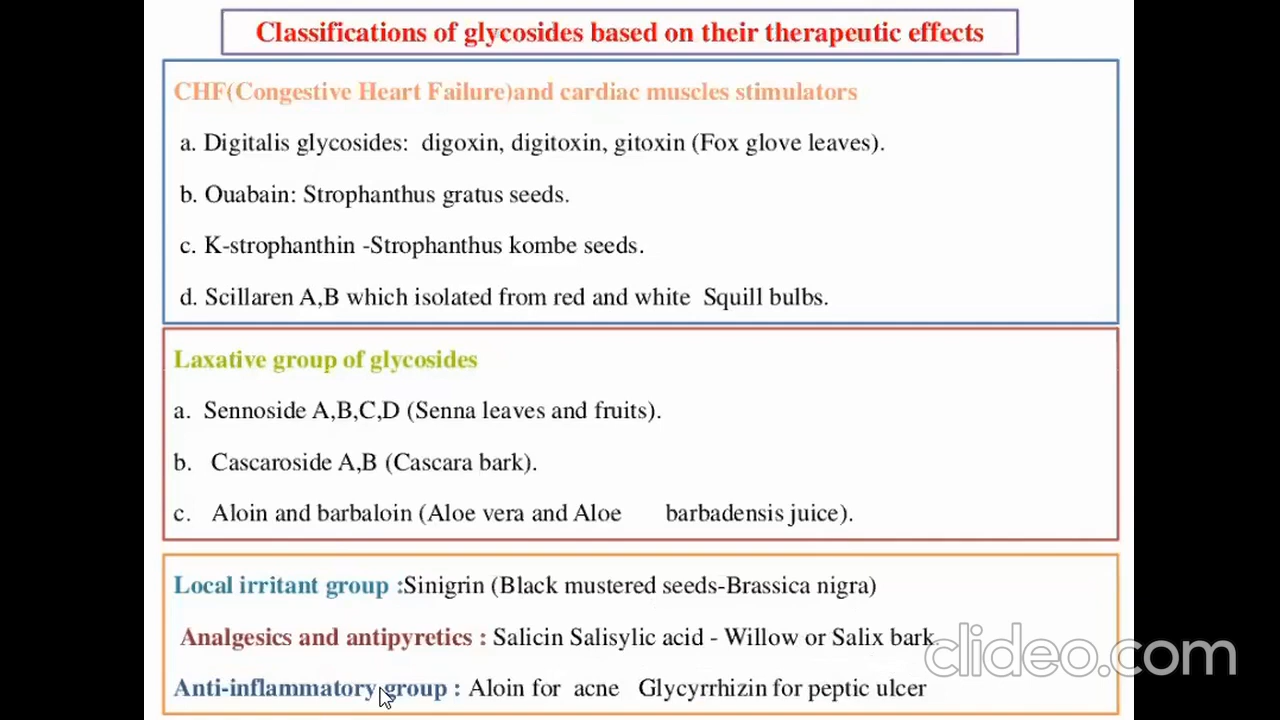 Classifications of glycosides based on their therapeutic effects
CHF(Congestive Heart Failure)and cardiac muscles stimulators
a. Digitalis glycosides: digoxin, digitoxin, gitoxin (Fox glove leaves).
b. Ouabain: Strophanthus gratus seeds.
c. K-strophanthin -Strophanthus kombe seeds.
d. Scillaren A,B which isolated from red and white Squill bulbs.
Laxative group of glycosides
a. Sennoside A,B,C,D (Senna leaves and fruits).
b. Cascaroside A,B (Cascara bark).
c. Aloin and barbaloin (Aloe vera and Aloe barbadensis juice).
Local irritant group :Sinigrin (Black mustered seeds-Brassica nigra)
Analgesics and antipyretics : Salicin Salisylic acid - Willow or Salix bark
clideo.com
Anti-inflammatory group : Aloin for acne Glycyrrhizin for peptic ulcer